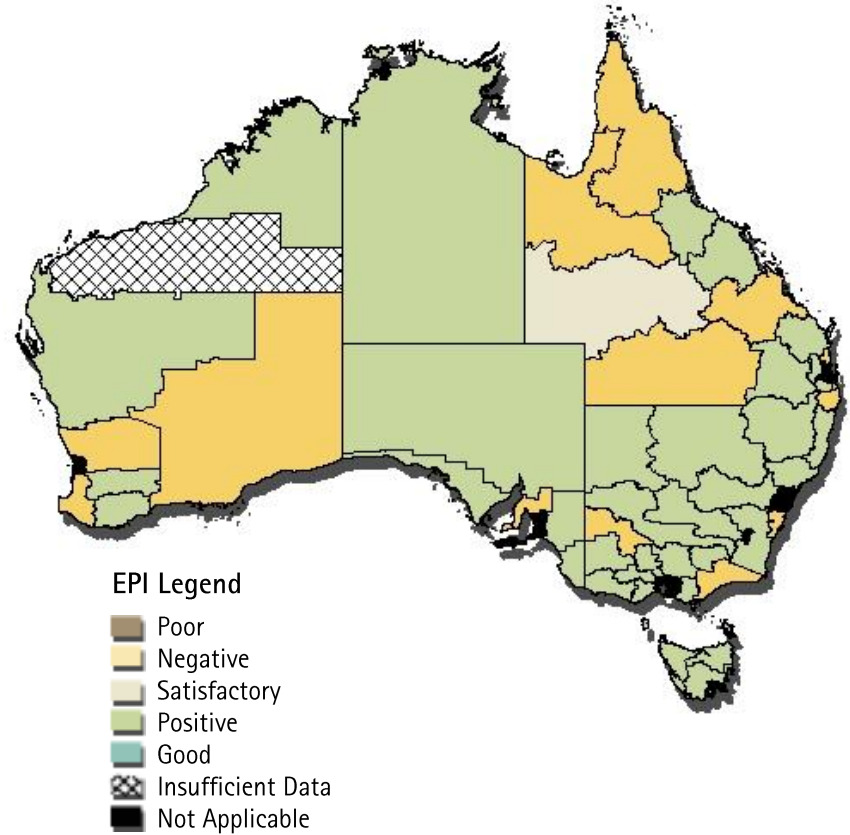 EPI Legend
Poor
Negative
Satisfactory
Positive
Good
Insufficient Data
Not Applicable